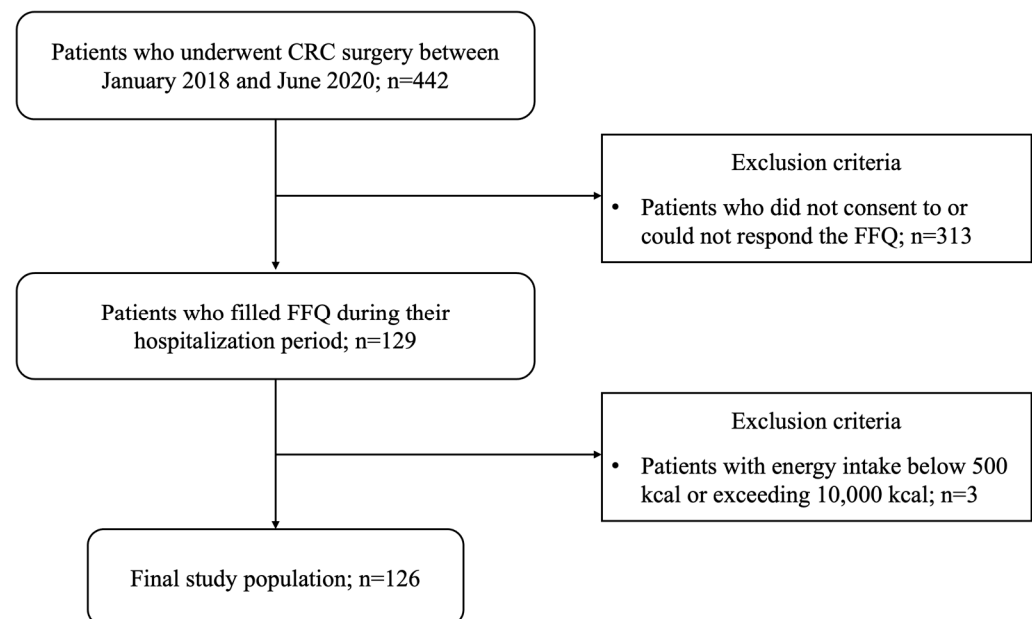 Patients who underwent CRC surgery between
January 2018 and June 2020; n=442
Exclusion criteria
• Patients who did not consent to or
could not respond the FFQ; n=313
Patients who filled FFQ during their
hospitalization period; n=129
Exclusion criteria
• Patients with energy intake below 500
kcal or exceeding 10,000 kcal; n=3
Final study population; n=126